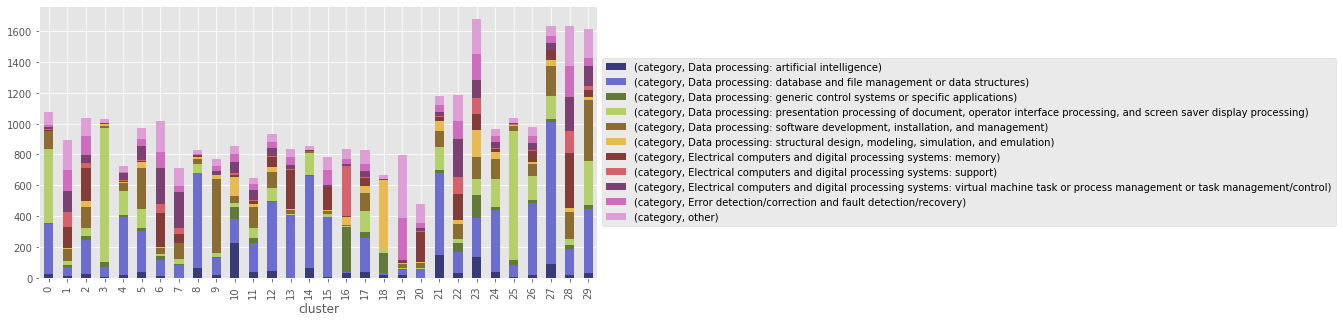 1600
1400
1200
1000
800
600
400
200
0
0 1 2 3 4 5 6 7 8 9 10 11 12 13 14 15 16 17 18 19 20 21 22 23 24 25 26 27 28 29
cluster
(category, Data processing: artificial intelligence)
(category, Data processing: database and file management or data structures)
(category, Data processing: generic control systems or specific applications)
(category, Data processing: presentation processing of document, operator interface processing, and screen saver display processing)
(category, Data processing: software development, installation, and management)
(category, Data processing: structural design, modeling, simulation, and emulation)
(category, Electrical computers and digital processing systems: memory)
(category, Electrical computers and digital processing systems: support)
(category, Electrical computers and digital processing systems: virtual machine task or process management or task management/control)
(category, Error detection/correction and fault detection/recovery)
(category, other)